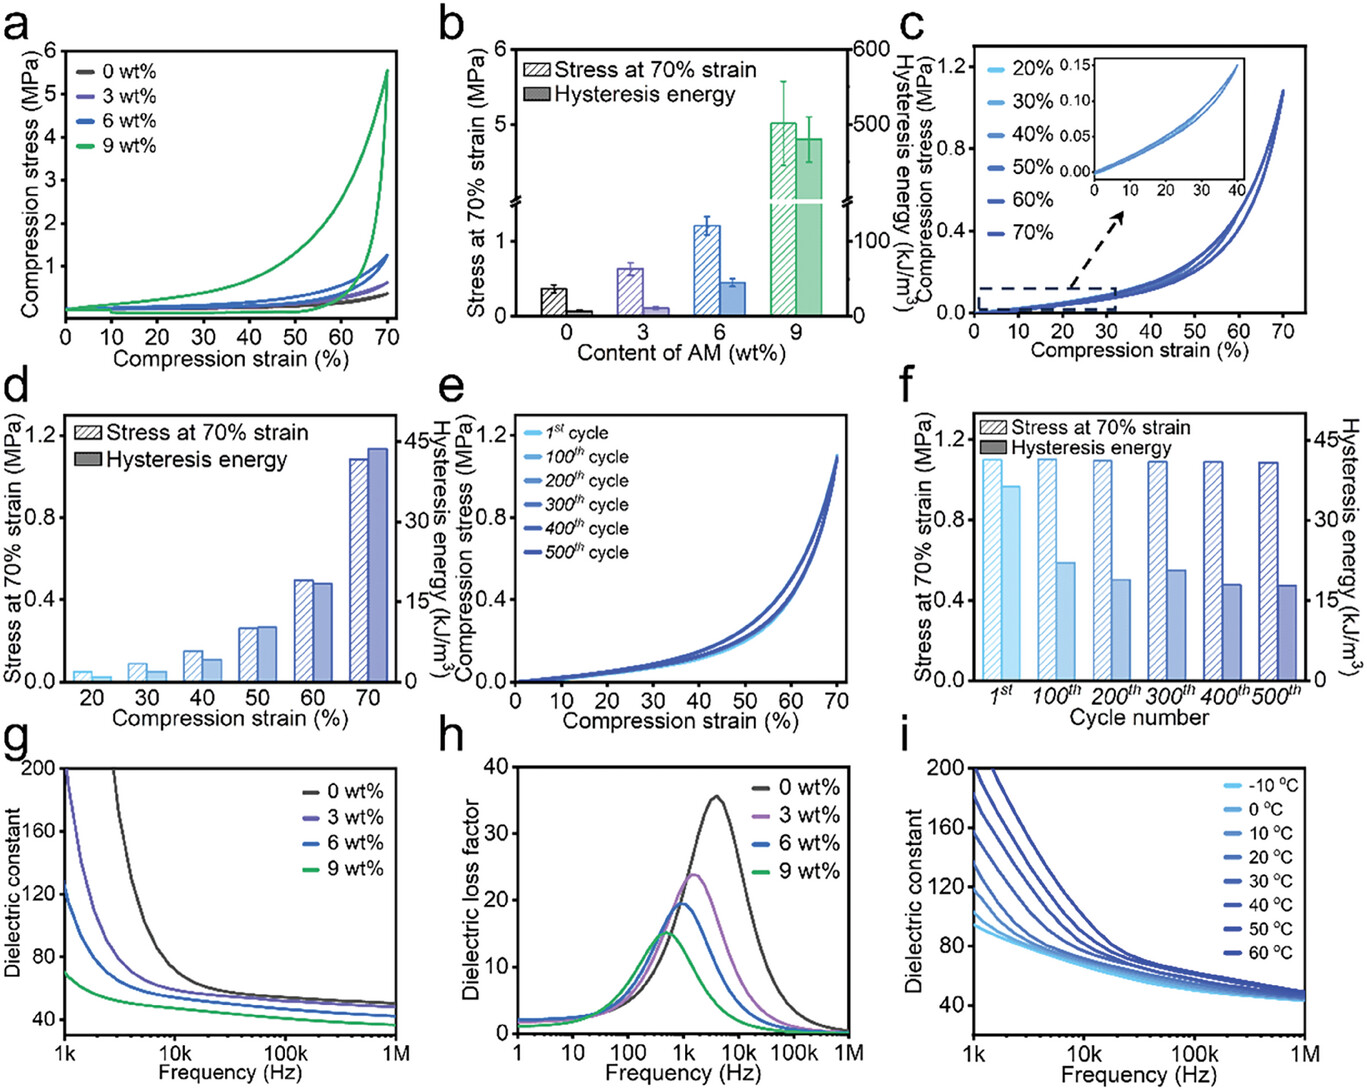 a
Compression stress (MPa)
6
5
4
3
2
1
0 wt%
3 wt%
6 wt%
9 wt%
0 10 20 30 40 50 60 70
Compression strain (%)
b
Stress at 70% strain (MPa)
6
5
1
0
Stress at 70% strain
Hysteresis energy
600
500
100
0
Hysteresis energy (kJ/m³)
0 3 6 9
Content of AM (wt%)
c
Compression stress (MPa)
1.2
0.8
0.4
0.0
20%
30%
40%
50%
60%
70%
0.15
0.10
0.05
0.00
0 10 20 30 40
0 10 20 30 40 50 60 70
Compression strain (%)
d
Stress at 70% strain (MPa)
1.2
0.8
0.4
0.0
Stress at 70% strain
Hysteresis energy
45
30
15
0
Hysteresis energy (kJ/m³)
20 30 40 50 60 70
Compression strain (%)
e
Compression stress (MPa)
1.2
0.8
0.4
0.0
1st cycle
100th cycle
200th cycle
300th cycle
400th cycle
500th cycle
0 10 20 30 40 50 60 70
Compression strain (%)
f
Stress at 70% strain (MPa)
1.2
0.8
0.4
0.0
Stress at 70% strain
Hysteresis energy
45
30
15
0
Hysteresis energy (kJ/m³)
1st 100th 200th 300th 400th 500th
Cycle number
g
Dielectric constant
200
160
120
80
40
0 wt%
3 wt%
6 wt%
9 wt%
1k 10k 100k 1M
Frequency (Hz)
h
Dielectric loss factor
40
30
20
10
0
0 wt%
3 wt%
6 wt%
9 wt%
1 10 100 1k 10k 100k 1M
Frequency (Hz)
i
Dielectric constant
200
160
120
80
40
-10 °C
0 °C
10 °C
20 °C
30 °C
40 °C
50 °C
60 °C
1k 10k 100k 1M
Frequency (Hz)